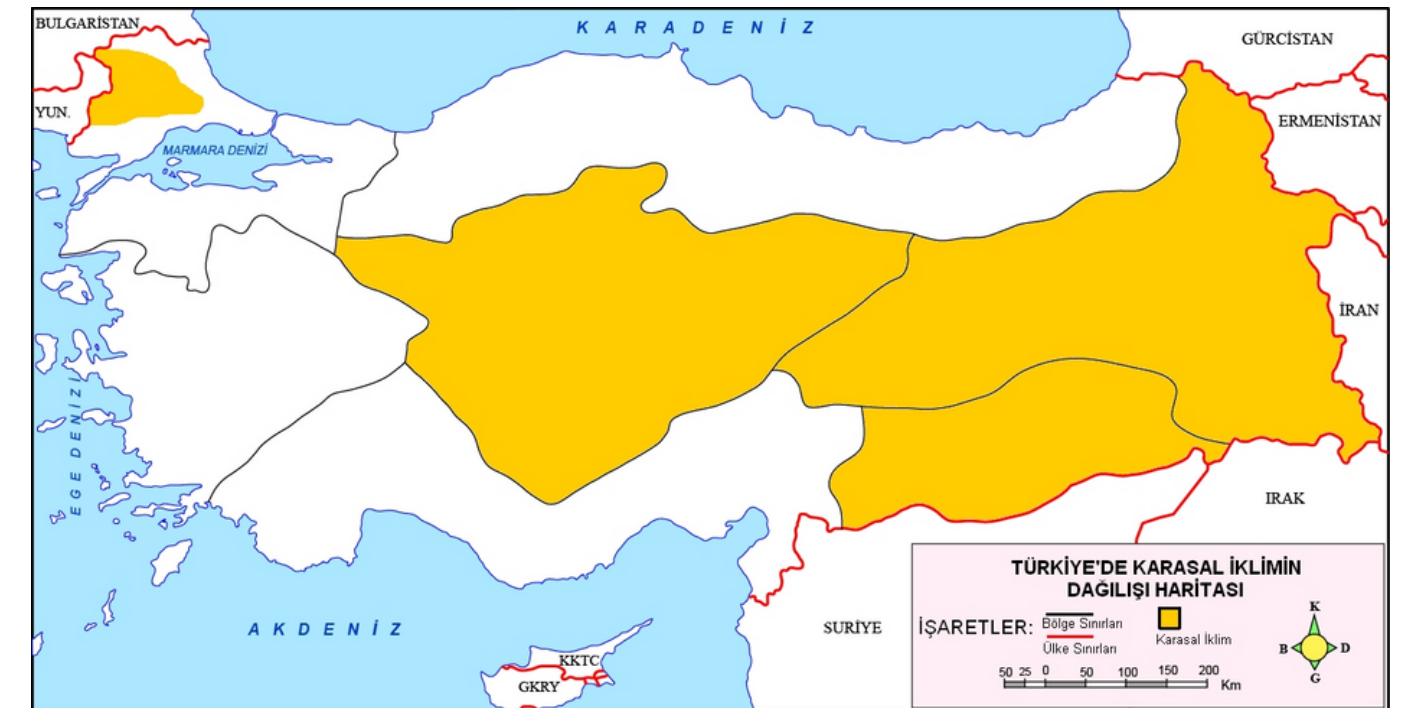 BULGARİSTAN
KARADENİZ
GÜRCİSTAN
YUN.
ERMENİSTAN
MARMARA DENİZİ
İRAN
EGE DENİZİ
IRAK
AKDENİZ
SURİYE
KKTC
GKRY
TÜRKİYE'DE KARASAL İKLİMİN
DAĞILIŞI HARİTASI
İŞARETLER:
Bölge Sınırları
Ülke Sınırları
Karasal İklim
K
B D
G
50 25 0 50 100 150 200
Km